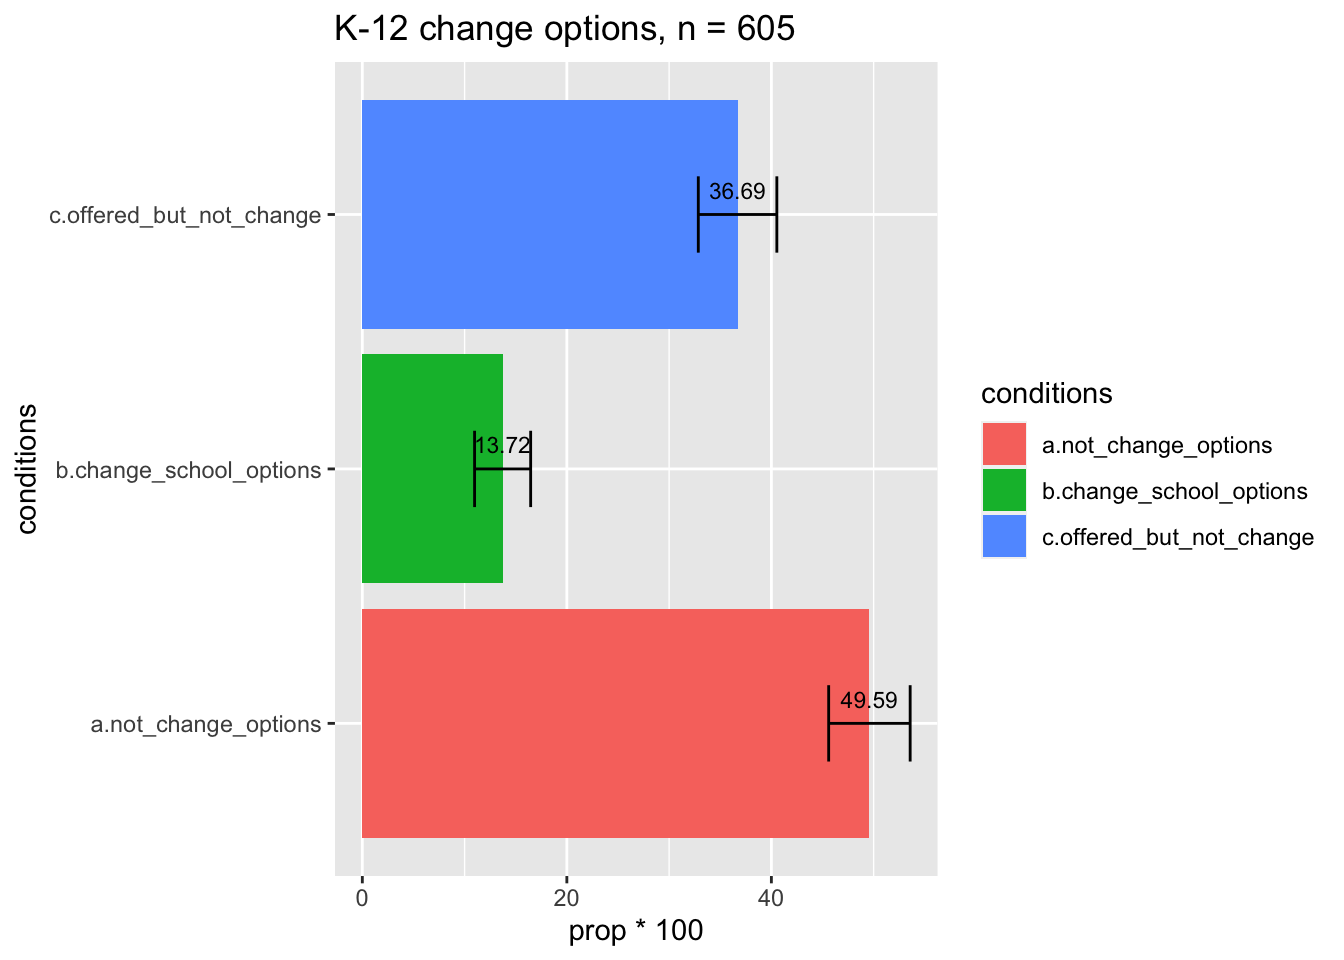 K-12 change options, n = 605
conditions
c.offered_but_not_change
b.change_school_options
a.not_change_options
36.69
13.72
49.59
0 20 40
prop * 100
conditions
a.not_change_options
b.change_school_options
c.offered_but_not_change